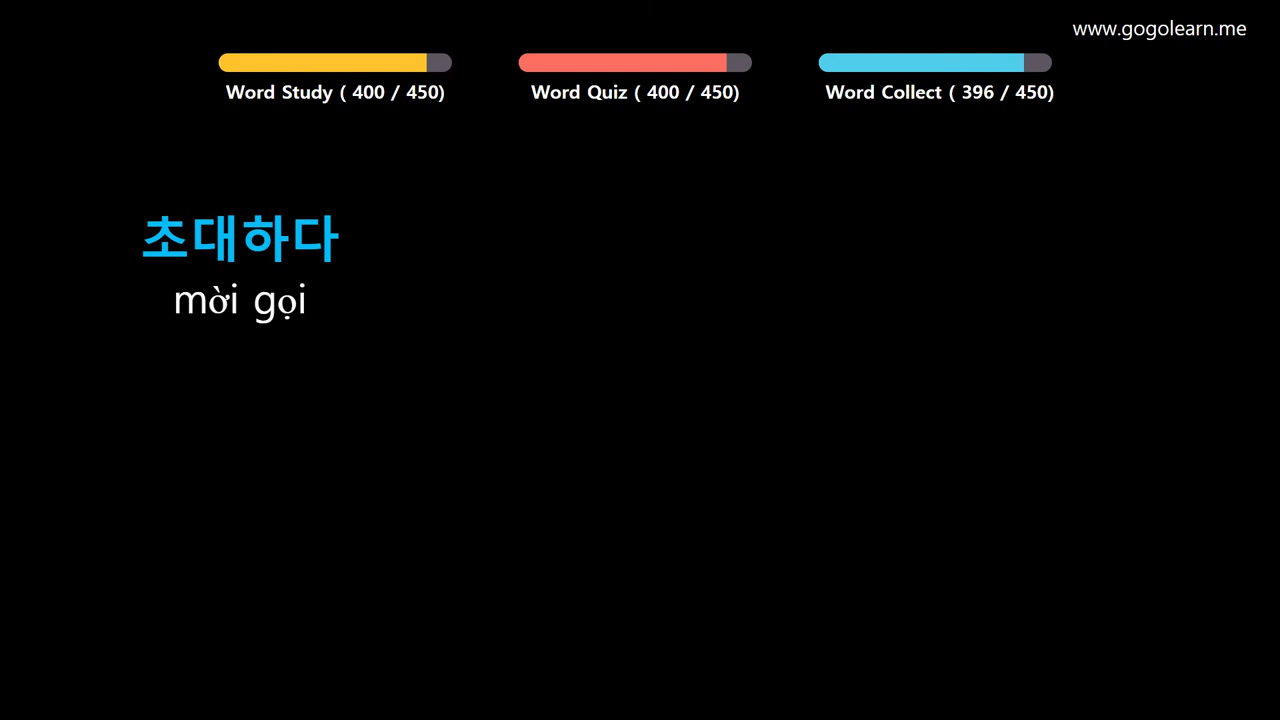 www.gogolearn.me
Word Study ( 400 / 450)
Word Quiz ( 400 / 450)
Word Collect ( 396 / 450)
초대하다
mời gọi